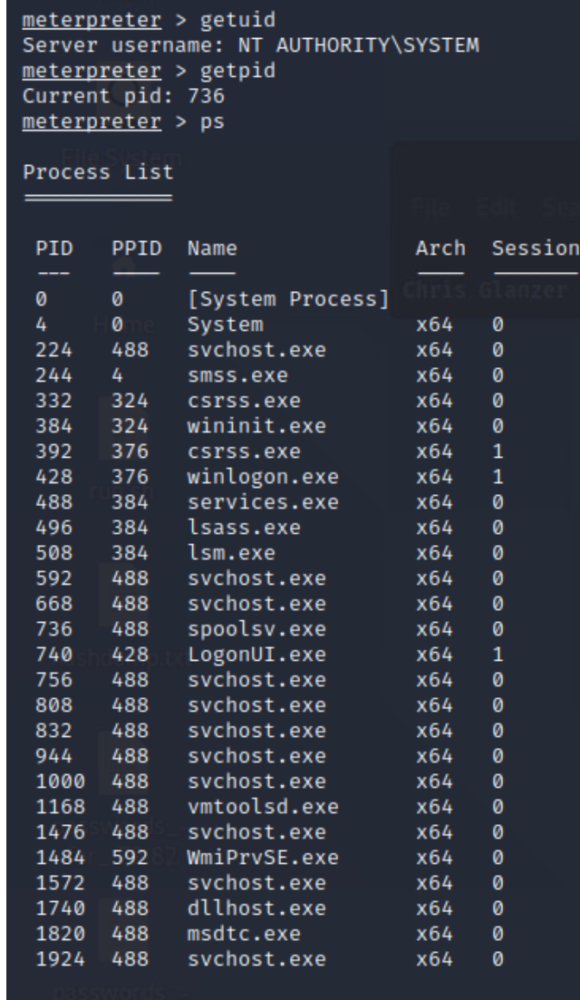 meterpreter > getuid
Server username: NT AUTHORITY\SYSTEM
meterpreter > getpid
Current pid: 736
meterpreter > ps
File System
Process List
File Edit
PID PPID Name Arch Session
--- ---- ---- ---- -------
Chris Glanzer
0 0 [System Process]
4 0 System x64 0
Home
224 488 svchost.exe x64 0
244 4 smss.exe x64 0
332 324 csrss.exe x64 0
384 324 wininit.exe x64 0
392 376 csrss.exe x64 1
428 376 winlogon.exe x64 1
488 384 services.exe x64 0
496 384 lsass.exe x64 0
508 384 lsm.exe x64 0
592 488 svchost.exe x64 0
668 488 svchost.exe x64 0
736 488 spoolsv.exe x64 0
740 428 LogonUI.exe x64 1
756 488 svchost.exe x64 0
808 488 svchost.exe x64 0
832 488 svchost.exe x64 0
944 488 svchost.exe x64 0
1000 488 svchost.exe x64 0
1168 488 vmtoolsd.exe x64 0
1476 488 svchost.exe x64 0
1484 592 WmiPrvSE.exe x64 0
1572 488 svchost.exe x64 0
1740 488 dllhost.exe x64 0
1820 488 msdtc.exe x64 0
1924 488 svchost.exe x64 0
passwords